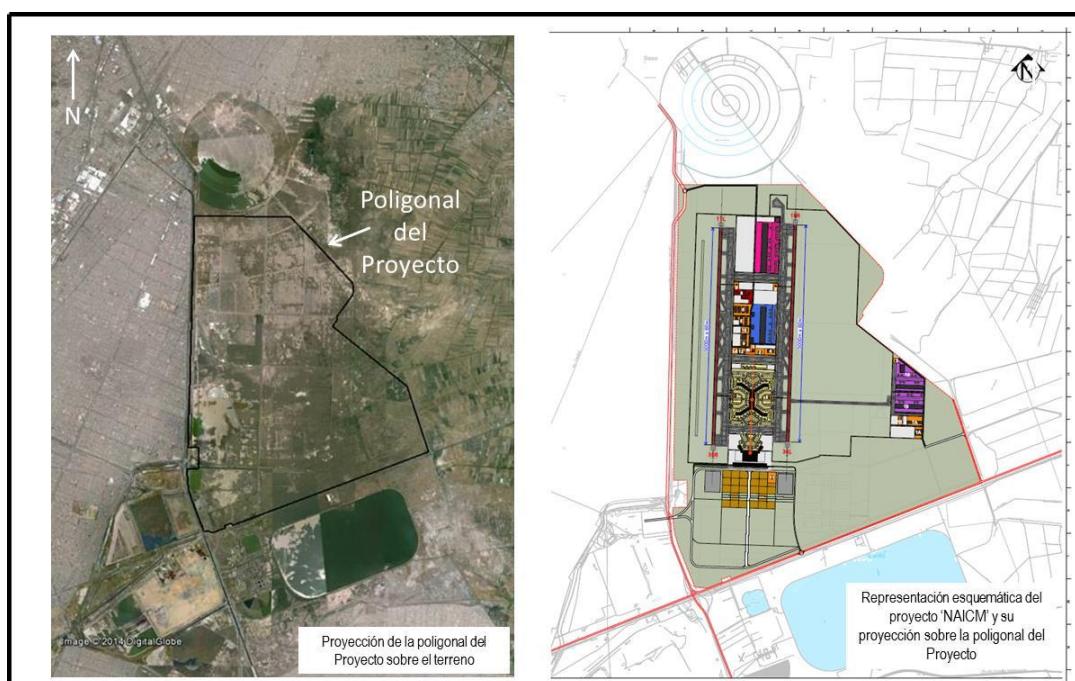 N
Poligonal
del
Proyecto
Image © 2014 DigitalGlobe
Proyección de la poligonal del
Proyecto sobre el terreno
N
Representación esquemática del
proyecto ‘NAICM’ y su
proyección sobre la poligonal del
Proyecto